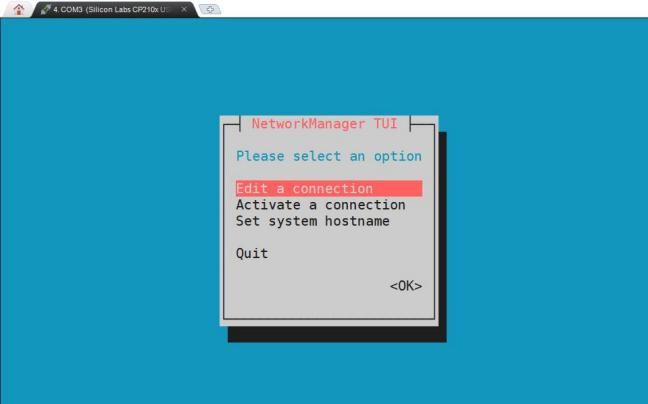 4. COM3 (Silicon Labs CP210x US
NetworkManager TUI
Please select an option
Edit a connection
Activate a connection
Set system hostname
Quit
<OK>